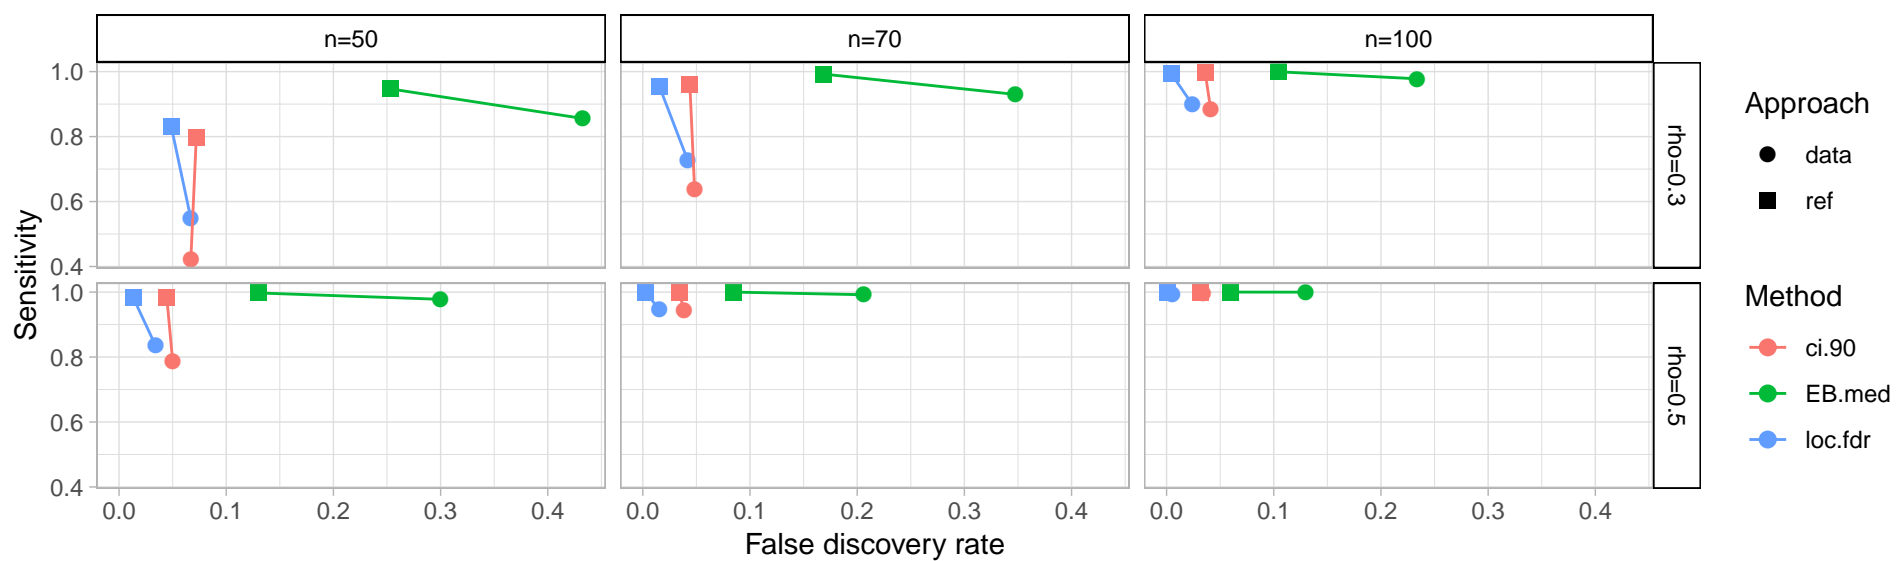 n=50
n=70
n=100
1.0
0.8
0.6
0.4
rho=0.3
1.0
0.8
0.6
0.4
rho=0.5
Sensitivity
0.0 0.1 0.2 0.3 0.4
0.0 0.1 0.2 0.3 0.4
0.0 0.1 0.2 0.3 0.4
False discovery rate
Approach
data
ref
Method
ci.90
EB.med
loc.fdr